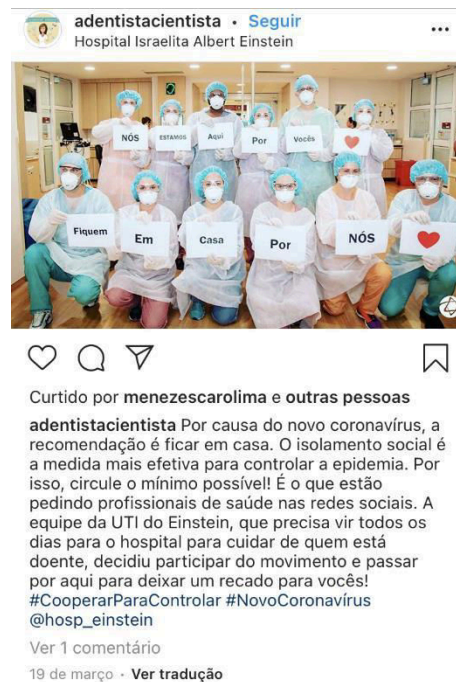 adentistacientista • Seguir
Hospital Israelita Albert Einstein
NÓS ESTAMOS Aqui Por Vocês
Fiquem Em Casa Por NÓS
Curtido por menezescarolima e outras pessoas
adentistacientista Por causa do novo coronavírus, a
recomendação é ficar em casa. O isolamento social é
a medida mais efetiva para controlar a epidemia. Por
isso, circule o mínimo possível! É o que estão
pedindo profissionais de saúde nas redes sociais. A
equipe da UTI do Einstein, que precisa vir todos os
dias para o hospital para cuidar de quem está
doente, decidiu participar do movimento e passar
por aqui para deixar um recado para vocês!
#CooperarParaControlar #NovoCoronavírus
@hosp_einstein
Ver 1 comentário
19 de março • Ver tradução